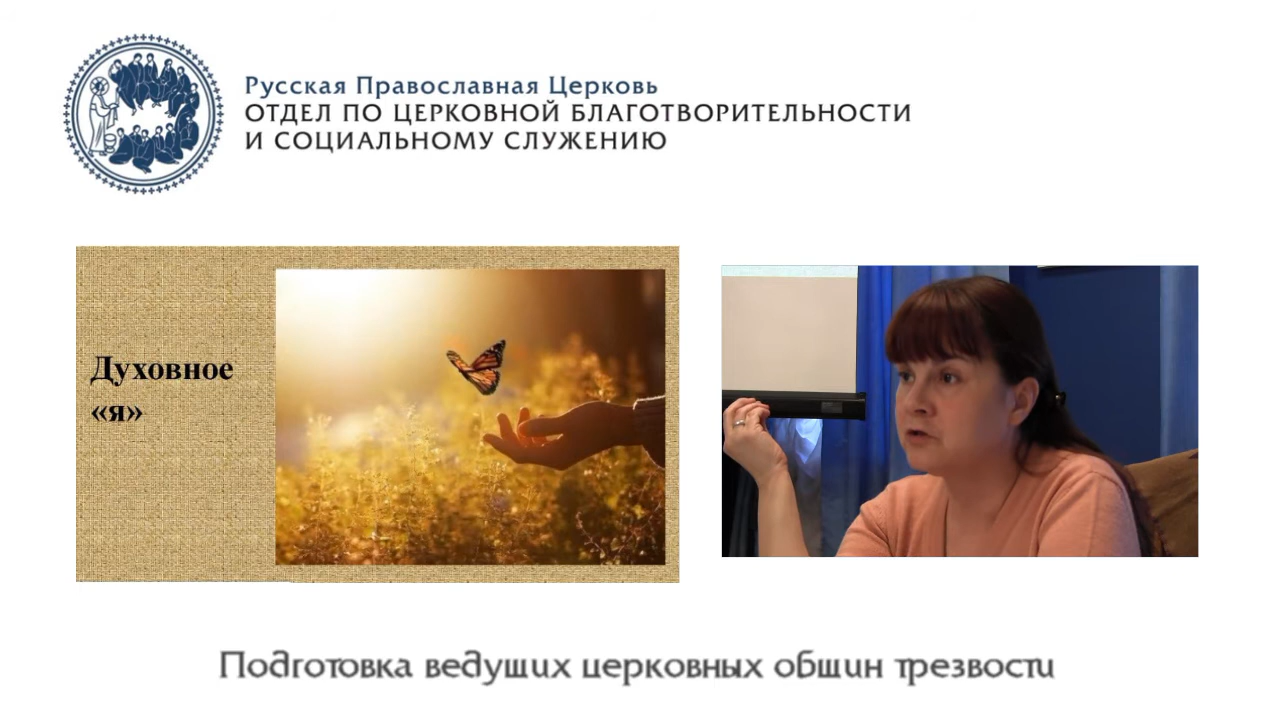 Русская Православная Церковь
ОТДЕЛ ПО ЦЕРКОВНОЙ БЛАГОТВОРИТЕЛЬНОСТИ
И СОЦИАЛЬНОМУ СЛУЖЕНИЮ
Духовное
«я»
Подготовка ведущих церковных общин трезвости